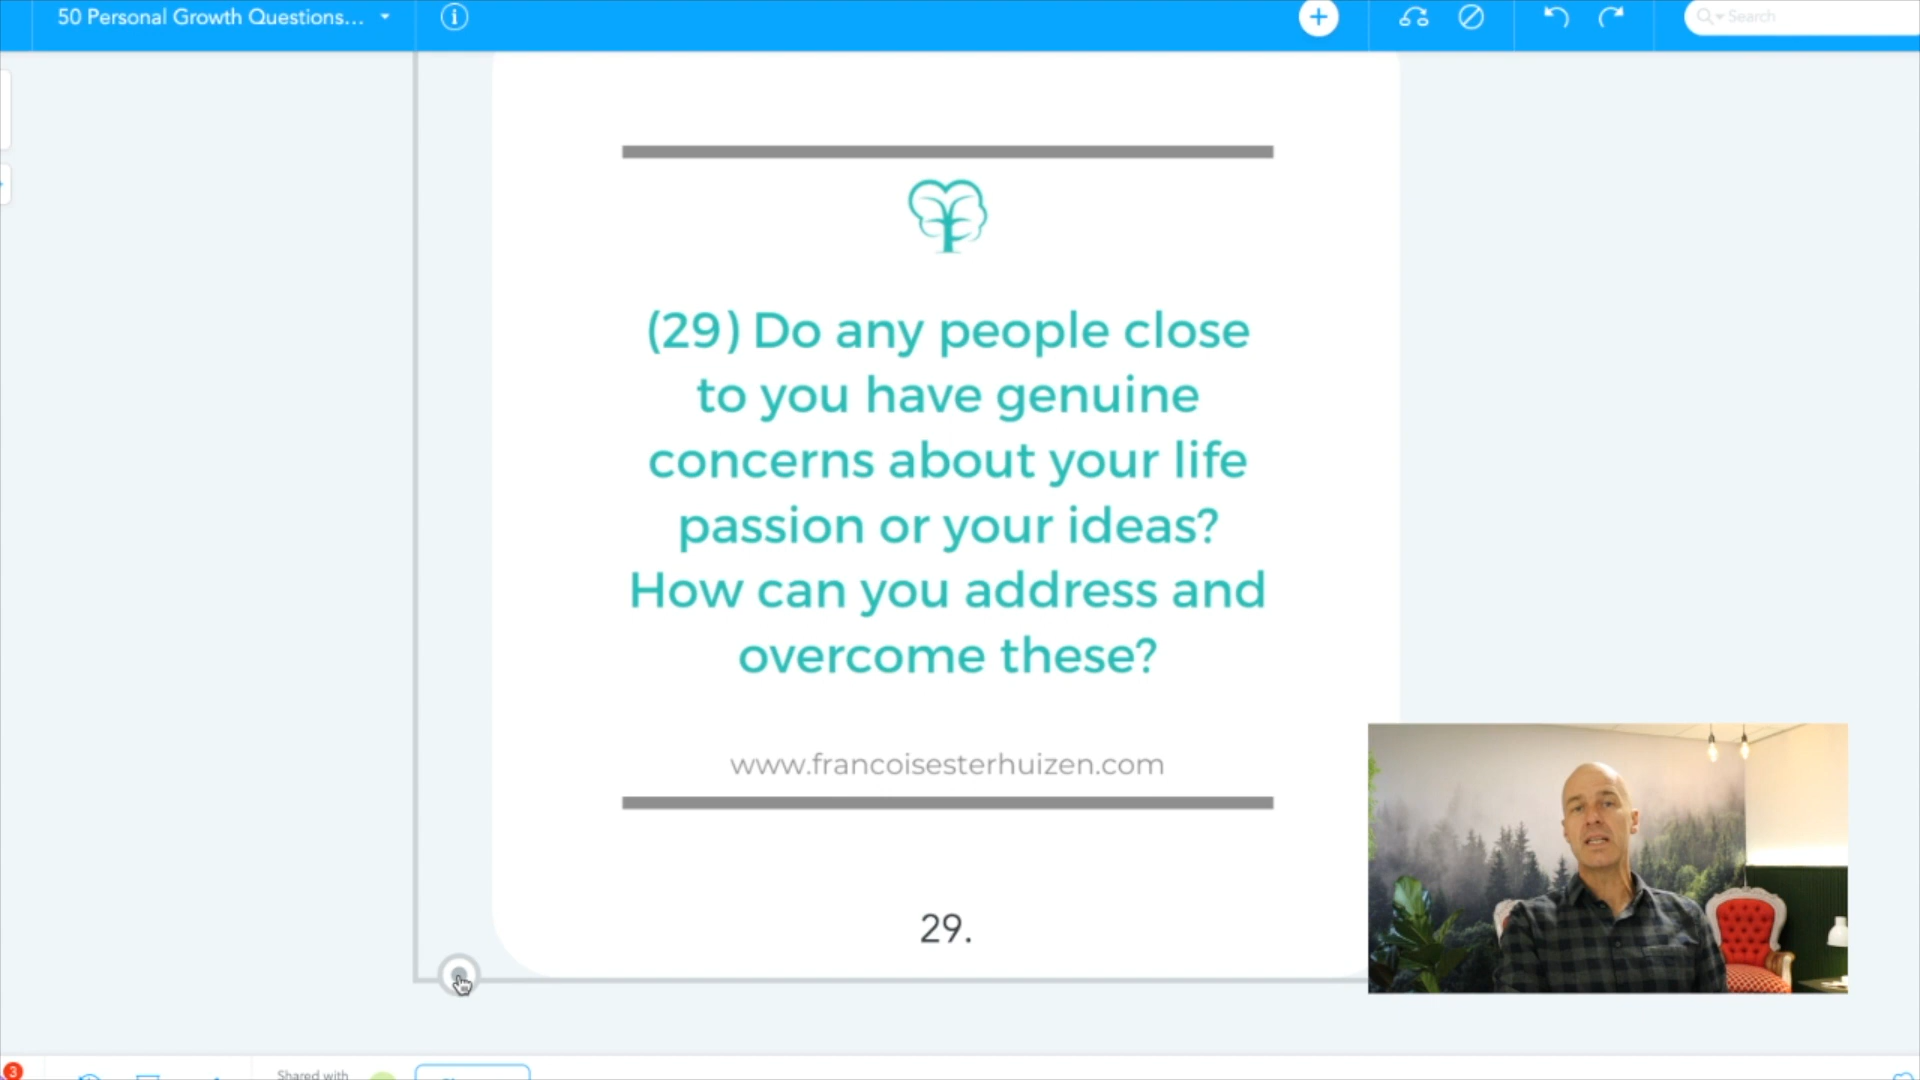 50 Personal Growth Questions...
Search
(29) Do any people close
to you have genuine
concerns about your life
passion or your ideas?
How can you address and
overcome these?
www.francoisesterhuizen.com
29.
3
Shared with